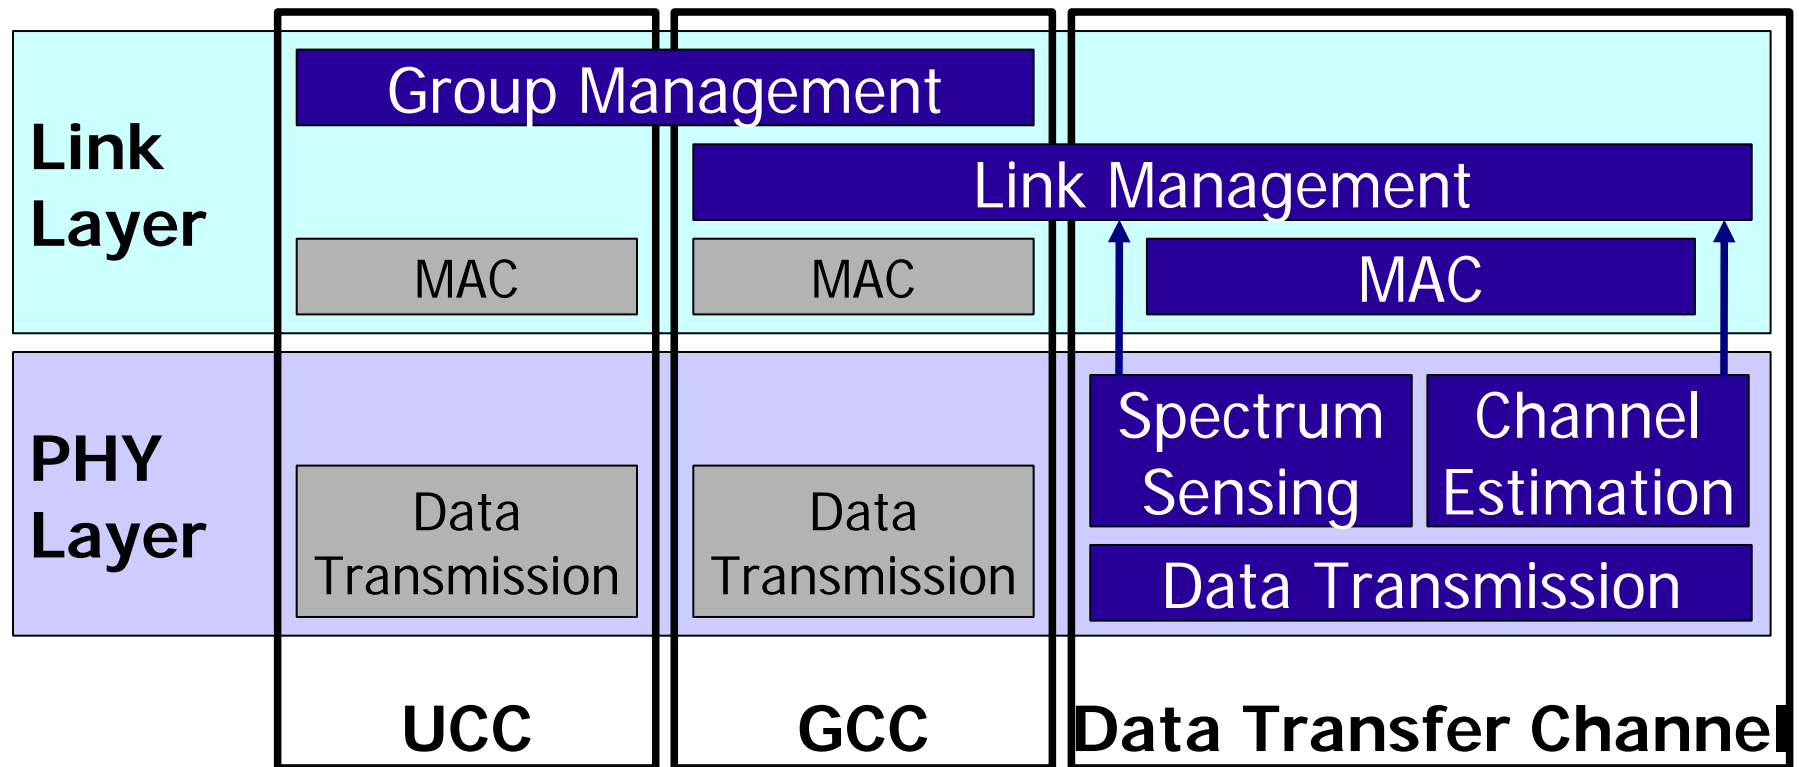 Link
Layer
Group Management
Link Management
MAC
MAC
MAC
PHY
Layer
Data
Transmission
Data
Transmission
Spectrum
Sensing
Channel
Estimation
Data Transmission
UCC
GCC
Data Transfer Channel